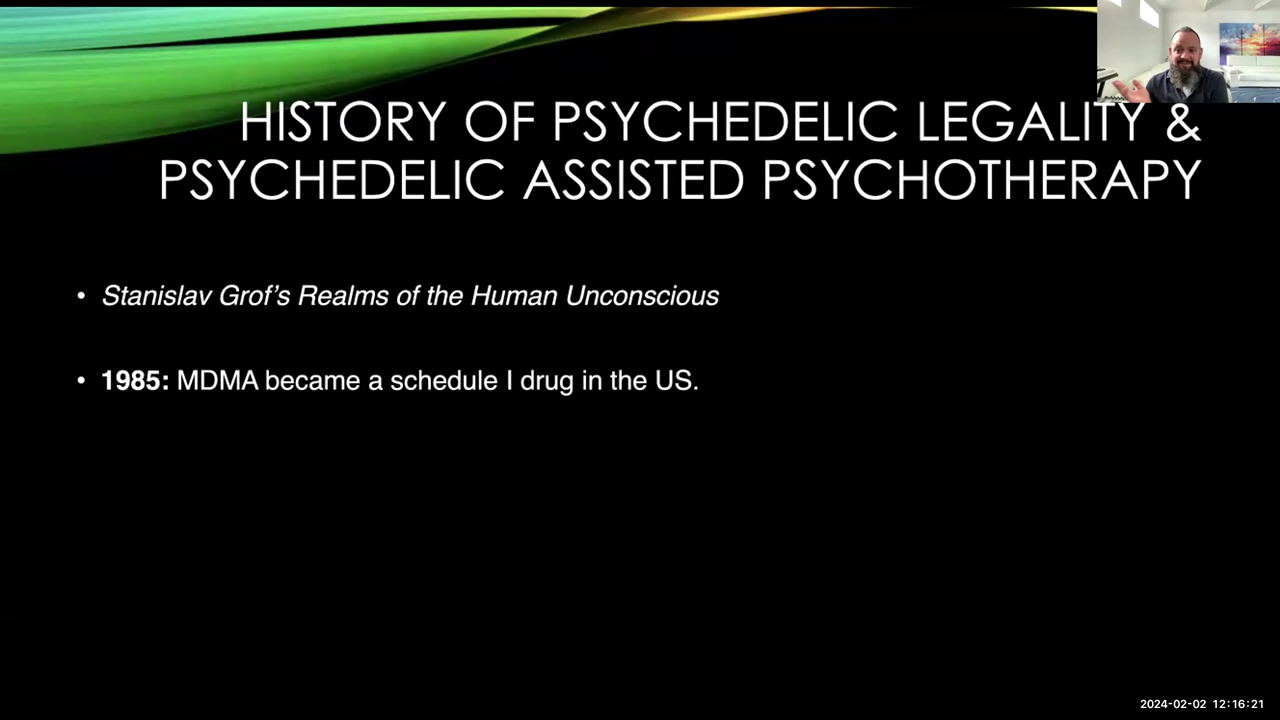 HISTORY OF PSYCHEDELIC LEGALITY &
PSYCHEDELIC ASSISTED PSYCHOTHERAPY
• Stanislav Grof’s Realms of the Human Unconscious
• 1985: MDMA became a schedule I drug in the US.
2024-02-02 12:16:21